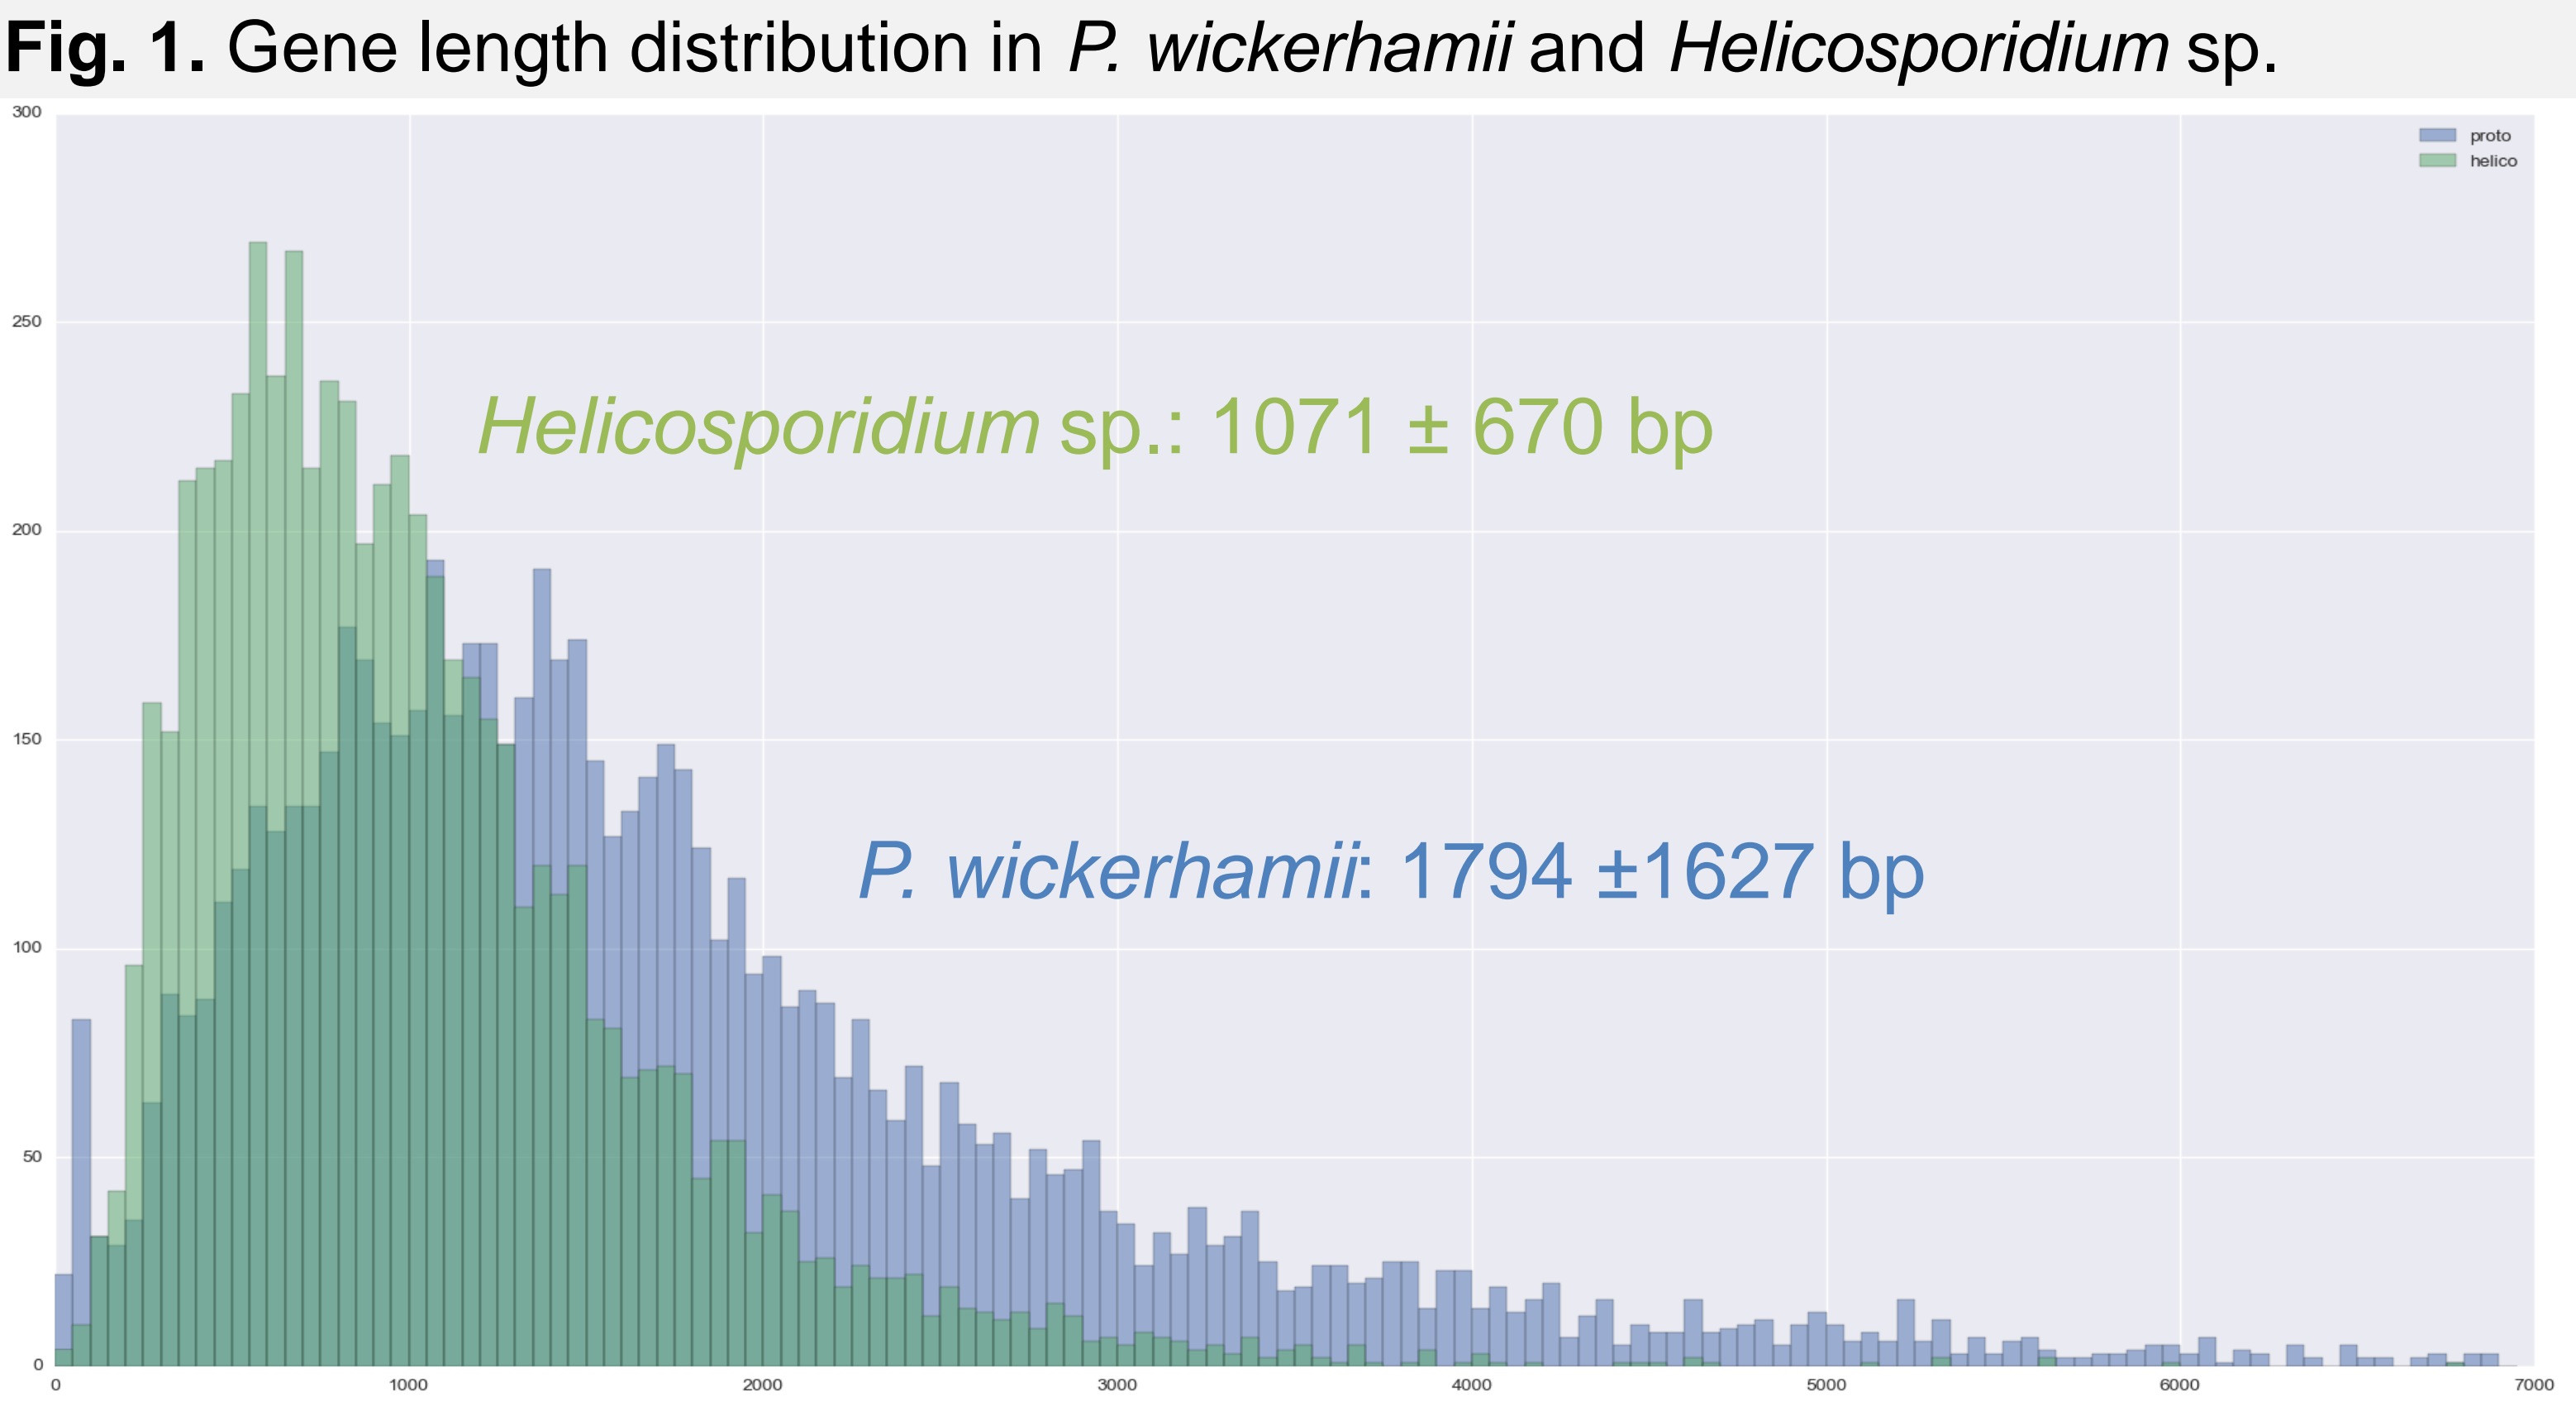 Fig. 1. Gene length distribution in P. wickerhamii and Helicosporidium sp.
300
proto
helico
250
Helicosporidium sp.: 1071 ± 670 bp
200
150
P. wickerhamii: 1794 ±1627 bp
100
50
0
0 1000 2000 3000 4000 5000 6000 7000